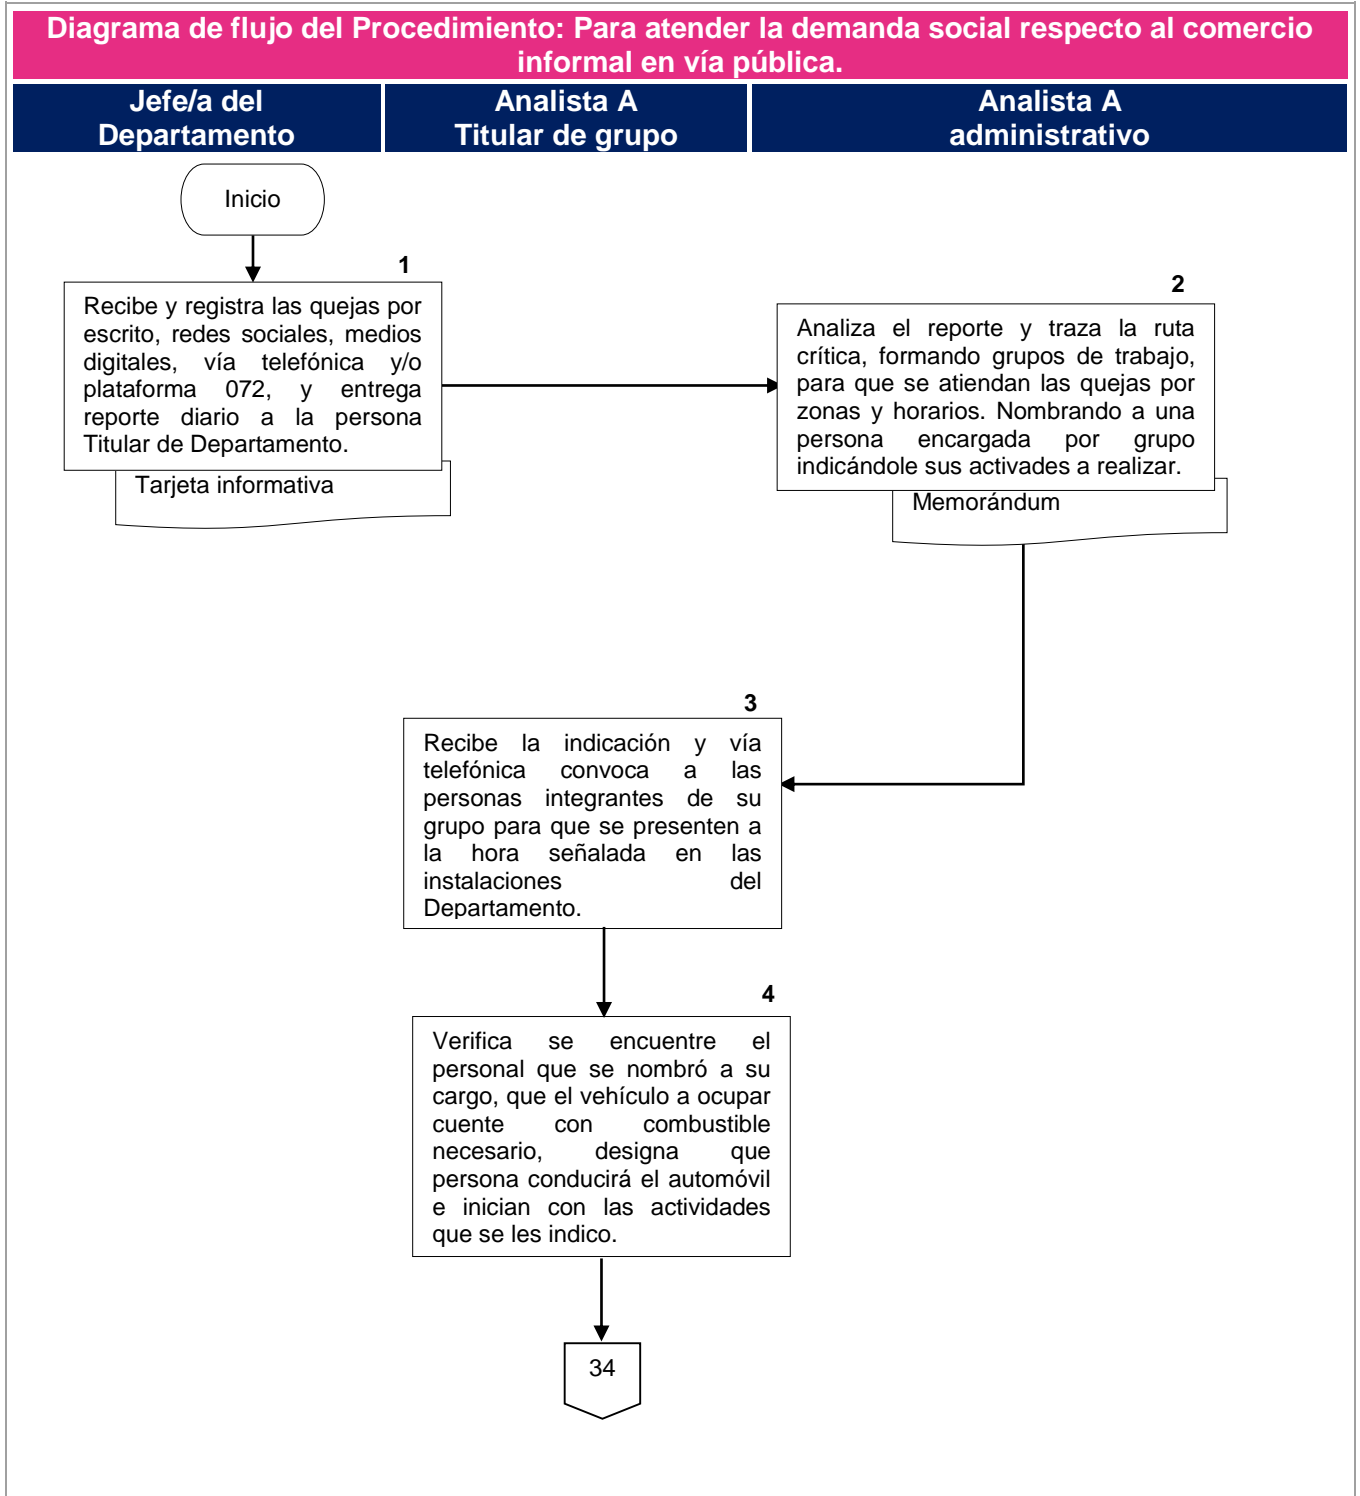 Diagrama de flujo del Procedimiento: Para atender la demanda social respecto al comercio
informal en vía pública.
Jefe/a del
Departamento
Analista A
Titular de grupo
Analista A
administrativo
Inicio
1
Recibe y registra las quejas por
escrito, redes sociales, medios
digitales, vía telefónica y/o
plataforma 072, y entrega
reporte diario a la persona
Titular de Departamento.
Tarjeta informativa
2
Analiza el reporte y traza la ruta
crítica, formando grupos de trabajo,
para que se atiendan las quejas por
zonas y horarios. Nombrando a una
persona encargada por grupo
indicándole sus activades a realizar.
Memorándum
3
Recibe la indicación y vía
telefónica convoca a las
personas integrantes de su
grupo para que se presenten a
la hora señalada en las
instalaciones del
Departamento.
4
Verifica se encuentre el
personal que se nombró a su
cargo, que el vehículo a ocupar
cuente con combustible
necesario, designa que
persona conducirá el automóvil
e inician con las actividades
que se les indico.
34